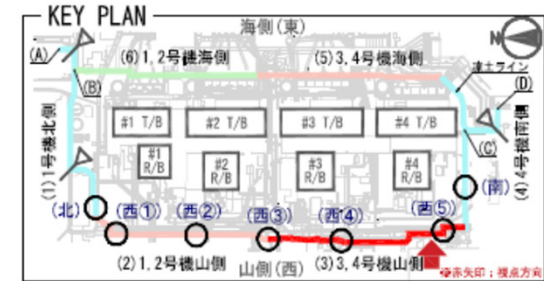 KEY PLAN
海側(東)
N
(A)
(6)1,2号機海側
(5)3,4号機海側
凍土ライン
(B)
(D)
#1 T/B
#2 T/B
#3 T/B
#4 T/B
(1)1号機北側
#1
R/B
#2
R/B
#3
R/B
#4
R/B
(C)
(4)4号機南側
(北)
(西①)
(西②)
(西③)
(西④)
(西⑤)
(南)
(2)1,2号機山側
山側(西)
(3)3,4号機山側
※赤矢印;視点方向